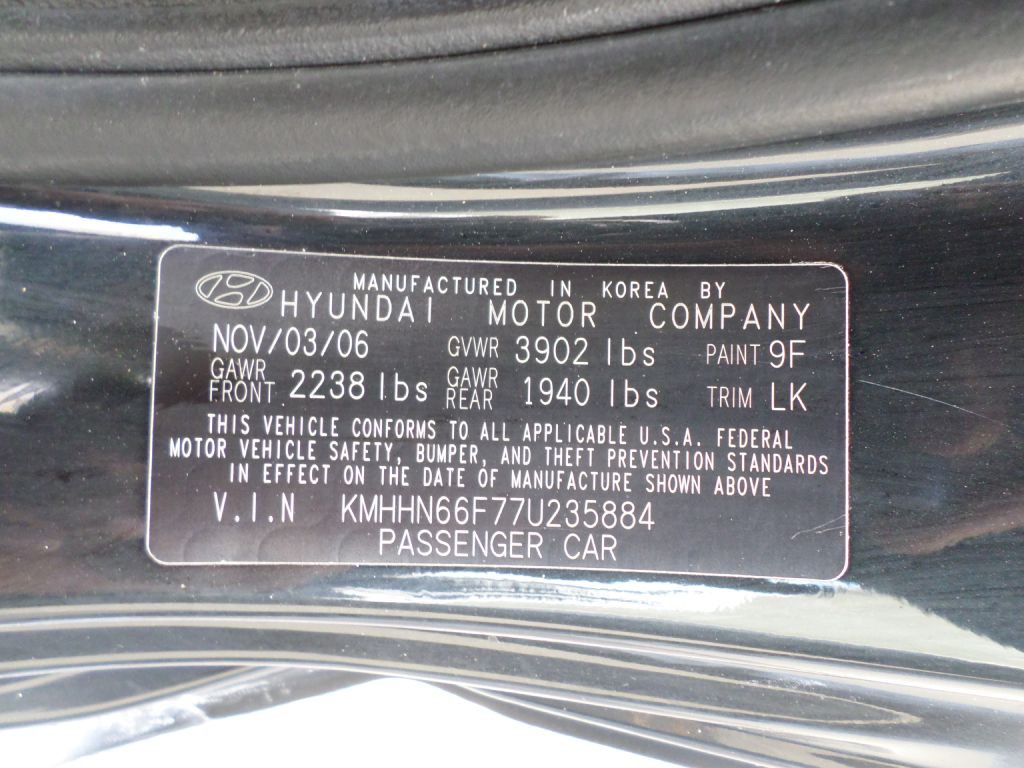 MANUFACTURED IN KOREA BY
HYUNDAI MOTOR COMPANY
NOV/03/06 GVWR 3902 lbs PAINT 9F
GAWR FRONT 2238 lbs GAWR REAR 1940 lbs TRIM LK
THIS VEHICLE CONFORMS TO ALL APPLICABLE U.S.A. FEDERAL
MOTOR VEHICLE SAFETY, BUMPER, AND THEFT PREVENTION STANDARDS
IN EFFECT ON THE DATE OF MANUFACTURE SHOWN ABOVE
V.I.N KMHHN66F77U235884
PASSENGER CAR